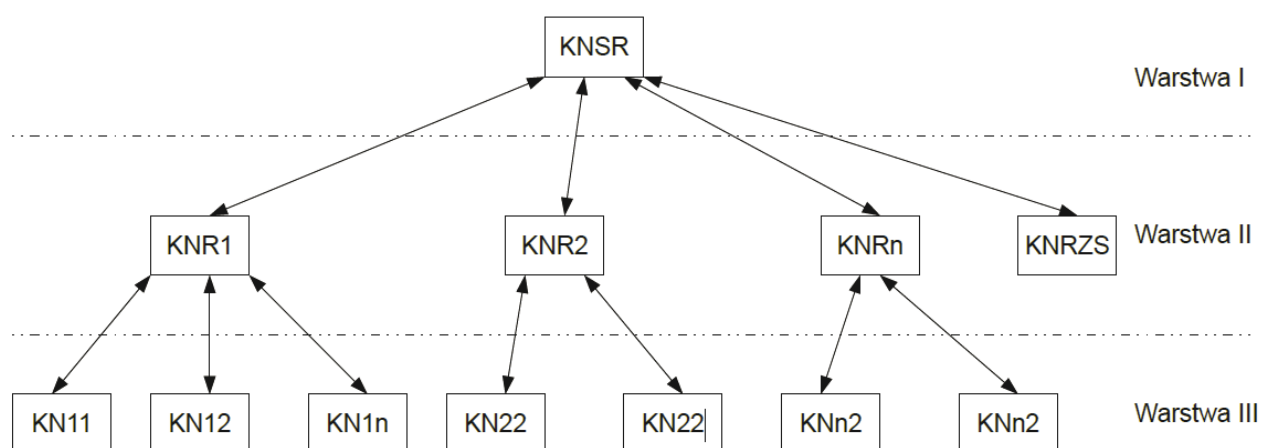 KNSR
Warstwa I
KNR1
KNR2
KNRn
KNRZS
Warstwa II
KN11
KN12
KN1n
KN22
KN22
KNn2
KNn2
Warstwa III